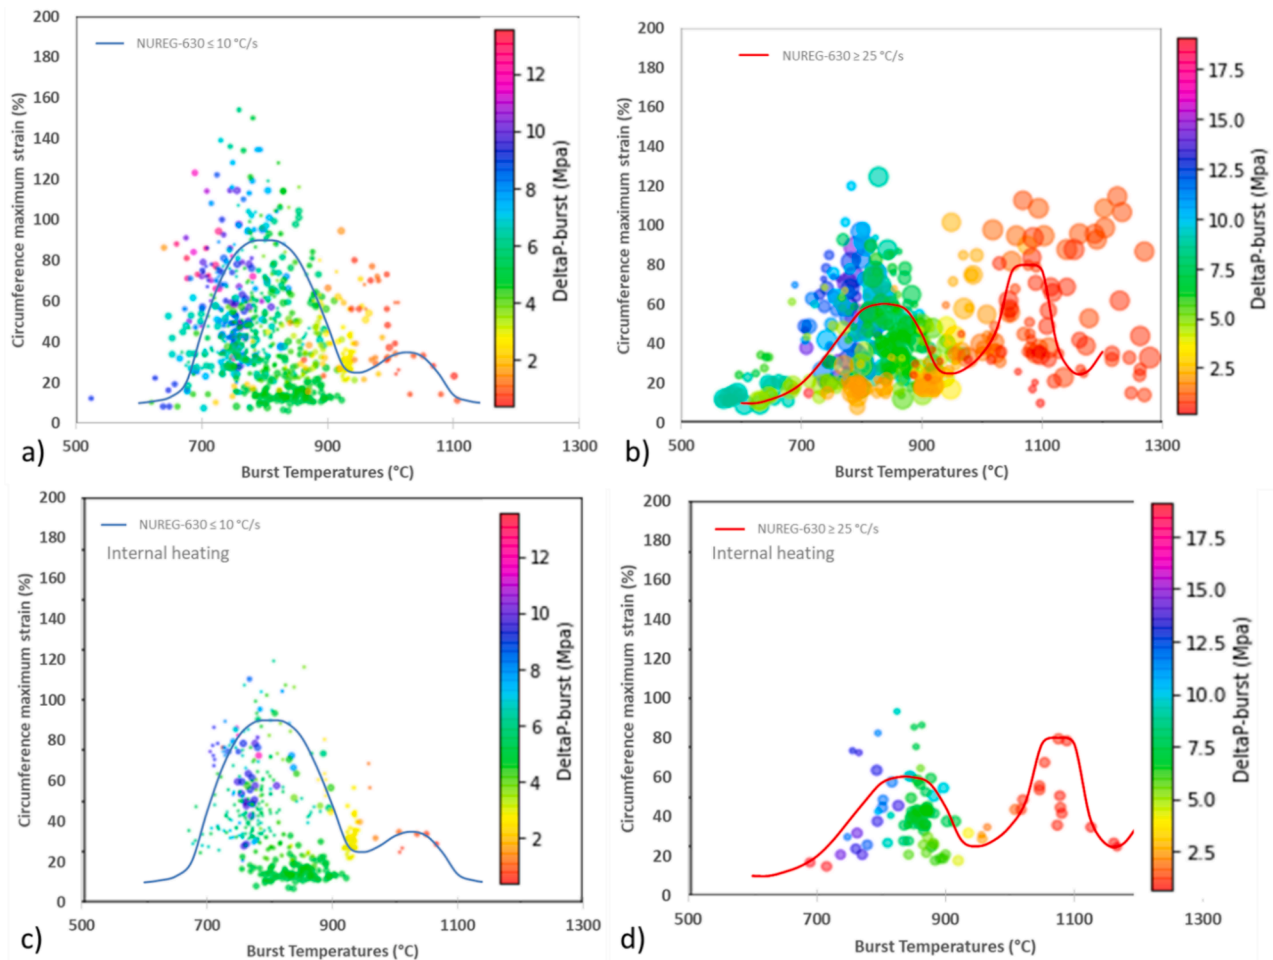 200
180
160
140
120
100
80
60
40
20
0
Circumference maximum strain (%)
NUREG-630 ≤ 10 °C/s
12
10
8
6
4
2
DeltaP-burst (Mpa)
500 700 900 1100 1300
Burst Temperatures (°C)
a)
200
180
160
140
120
100
80
60
40
20
0
Circumference maximum strain (%)
NUREG-630 ≥ 25 °C/s
17.5
15.0
12.5
10.0
7.5
5.0
2.5
DeltaP-burst (Mpa)
500 700 900 1100 1300
Burst Temperatures (°C)
b)
200
180
160
140
120
100
80
60
40
20
0
Circumference maximum strain (%)
NUREG-630 ≤ 10 °C/s
Internal heating
12
10
8
6
4
2
DeltaP-burst (Mpa)
500 700 900 1100 1300
Burst Temperatures (°C)
c)
200
180
160
140
120
100
80
60
40
20
0
Circumference maximum strain (%)
NUREG-630 ≥ 25 °C/s
Internal heating
17.5
15.0
12.5
10.0
7.5
5.0
2.5
DeltaP-burst (Mpa)
500 700 900 1100 1300
Burst Temperatures (°C)
d)